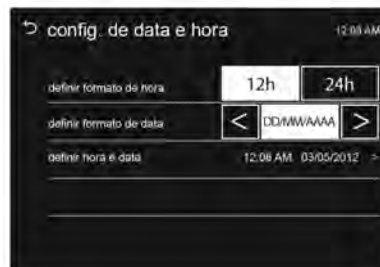 config. de data e hora 12:08 AM
definir formato de hora 12h 24h
definir formato de data < DD/MM/AAAA >
definir hora e data 12:08 AM 03/05/2012 >